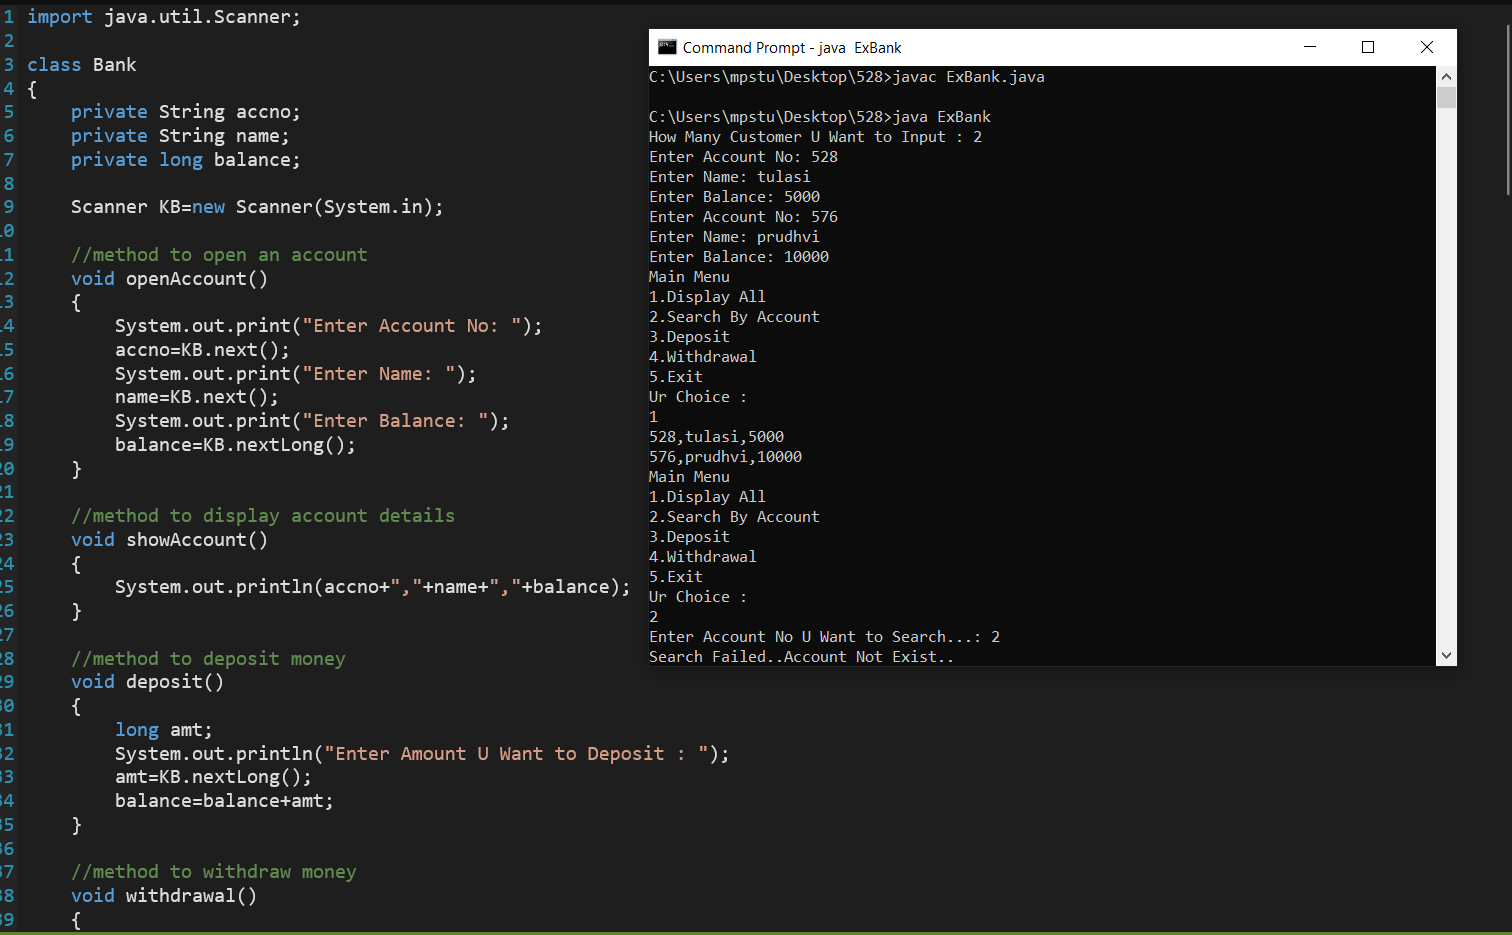 1 import java.util.Scanner;
2
3 class Bank
4 {
5 private String accno;
6 private String name;
7 private long balance;
8
9 Scanner KB=new Scanner(System.in);
0
1 //method to open an account
2 void openAccount()
3 {
4 System.out.print("Enter Account No: ");
5 accno=KB.next();
6 System.out.print("Enter Name: ");
7 name=KB.next();
8 System.out.print("Enter Balance: ");
9 balance=KB.nextLong();
20 }
21
22 //method to display account details
23 void showAccount()
24 {
25 System.out.println(accno+","+name+","+balance);
26 }
27
28 //method to deposit money
29 void deposit()
30 {
31 long amt;
32 System.out.println("Enter Amount U Want to Deposit : ");
33 amt=KB.nextLong();
34 balance=balance+amt;
35 }
36
37 //method to withdraw money
38 void withdrawal()
39 {
Command Prompt - java ExBank
C:\Users\mpstu\Desktop\528>javac ExBank.java
C:\Users\mpstu\Desktop\528>java ExBank
How Many Customer U Want to Input : 2
Enter Account No: 528
Enter Name: tulasi
Enter Balance: 5000
Enter Account No: 576
Enter Name: prudhvi
Enter Balance: 10000
Main Menu
1.Display All
2.Search By Account
3.Deposit
4.Withdrawal
5.Exit
Ur Choice :
1
528,tulasi,5000
576,prudhvi,10000
Main Menu
1.Display All
2.Search By Account
3.Deposit
4.Withdrawal
5.Exit
Ur Choice :
2
Enter Account No U Want to Search...: 2
Search Failed..Account Not Exist..